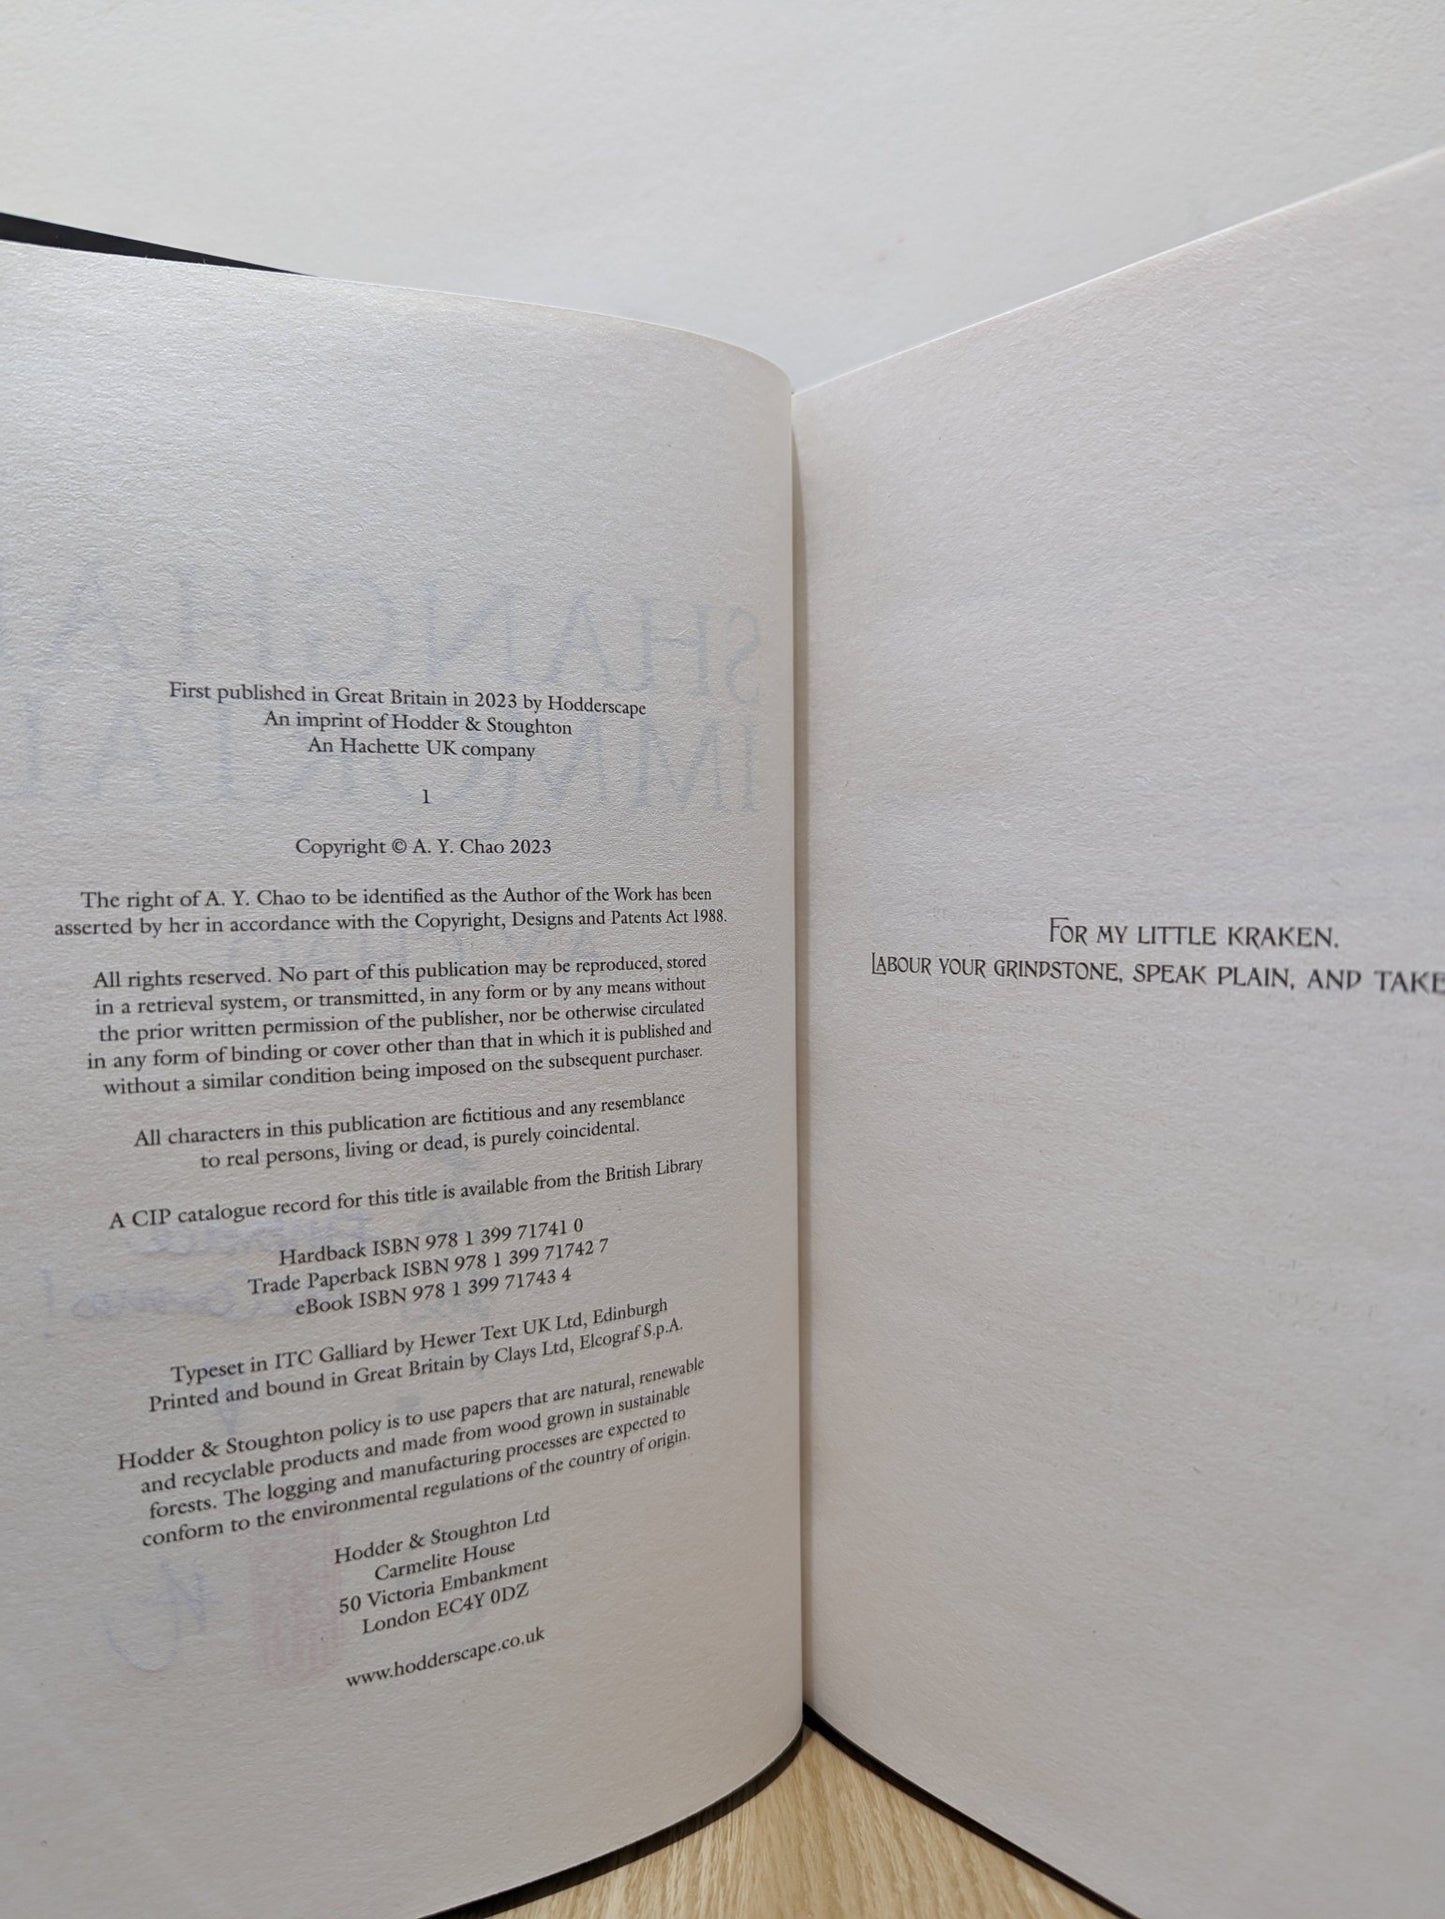 First published in Great Britain in 2023 by Hodderscape
An imprint of Hodder & Stoughton
An Hachette UK company
1
Copyright © A. Y. Chao 2023
The right of A. Y. Chao to be identified as the Author of the Work has been
asserted by her in accordance with the Copyright, Designs and Patents Act 1988.
All rights reserved. No part of this publication may be reproduced, stored
in a retrieval system, or transmitted, in any form or by any means without
the prior written permission of the publisher, nor be otherwise circulated
in any form of binding or cover other than that in which it is published and
without a similar condition being imposed on the subsequent purchaser.
All characters in this publication are fictitious and any resemblance
to real persons, living or dead, is purely coincidental.
A CIP catalogue record for this title is available from the British Library
Hardback ISBN 978 1 399 71741 0
Trade Paperback ISBN 978 1 399 71742 7
eBook ISBN 978 1 399 71743 4
Typeset in ITC Galliard by Hewer Text UK Ltd, Edinburgh
Printed and bound in Great Britain by Clays Ltd, Elcograf S.p.A.
Hodder & Stoughton policy is to use papers that are natural, renewable
and recyclable products and made from wood grown in sustainable
forests. The logging and manufacturing processes are expected to
conform to the environmental regulations of the country of origin.
Hodder & Stoughton Ltd
Carmelite House
50 Victoria Embankment
London EC4Y 0DZ
www.hodderscape.co.uk
FOR MY LITTLE KRAKEN.
LABOUR YOUR GRINDSTONE, SPEAK PLAIN, AND TAKE